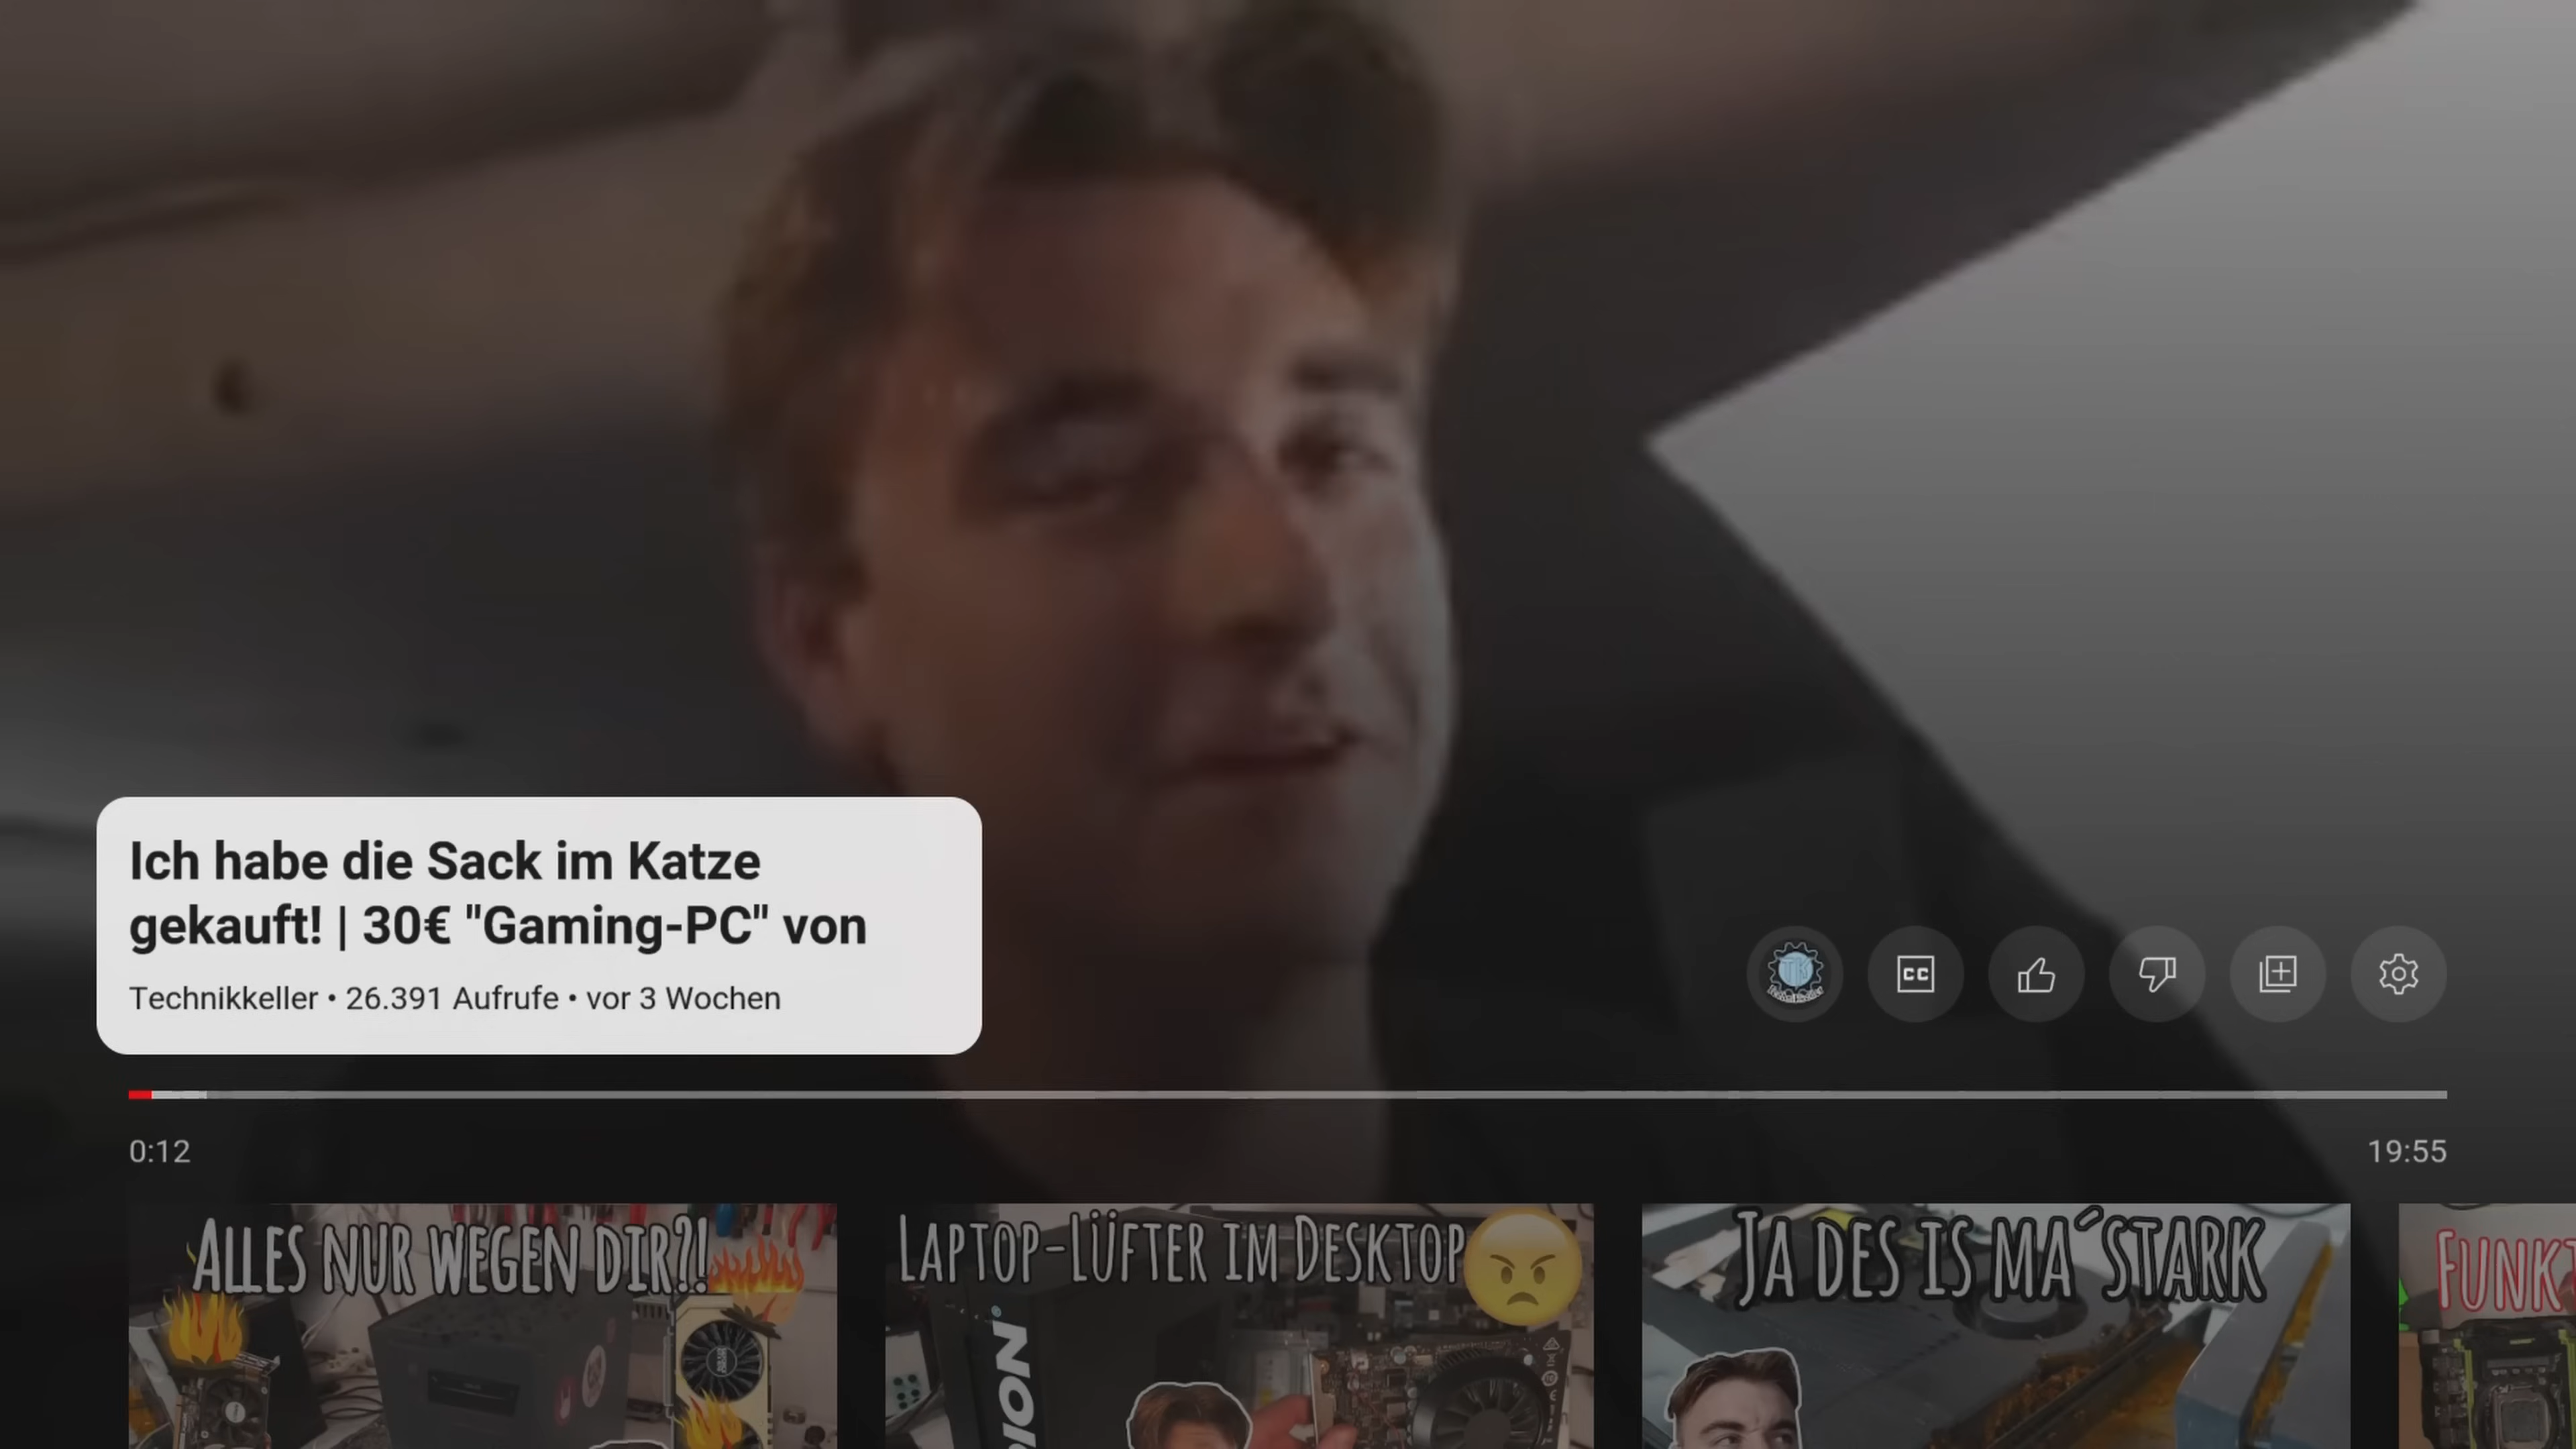 Ich habe die Sack im Katze
gekauft! | 30€ "Gaming-PC" von
Technikkeller • 26.391 Aufrufe • vor 3 Wochen
CC
0:12
19:55
ALLES NUR WEGEN DIR?!
LAPTOP-LÜFTER IM DESKTOP
JA DES IS MA´STARK